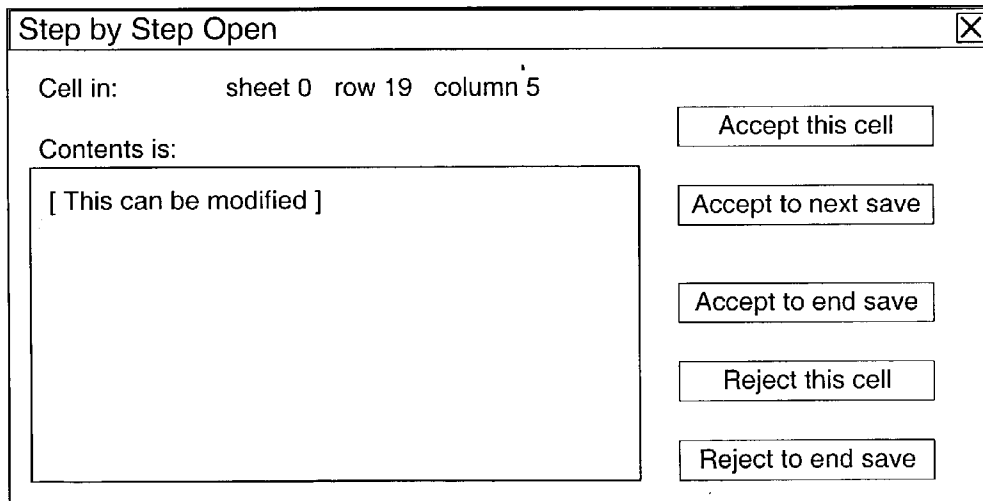 Step by Step Open
Cell in: sheet 0 row 19 column 5
Contents is:
[ This can be modified ]
Accept this cell
Accept to next save
Accept to end save
Reject this cell
Reject to end save